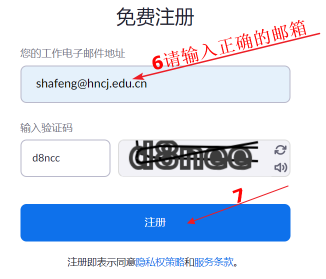 免费注册
您的工作电子邮件地址
6请输入正确的邮箱
shafeng@hncj.edu.cn
输入验证码
d8ncc
d8ncc
7
注册
注册即表示同意隐私权策略和服务条款。